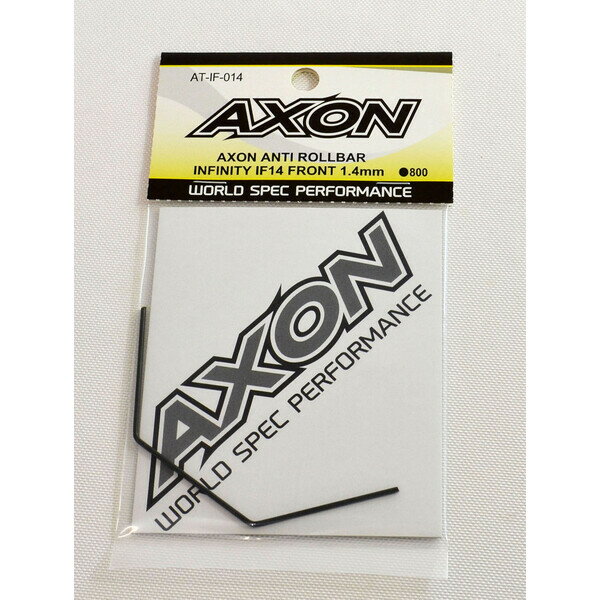 AT-IF-014
AXON
AXON ANTI ROLLBAR
INFINITY IF14 FRONT 1.4mm ●800
WORLD SPEC PERFORMANCE
AXON
WORLD SPEC PERFORMANCE